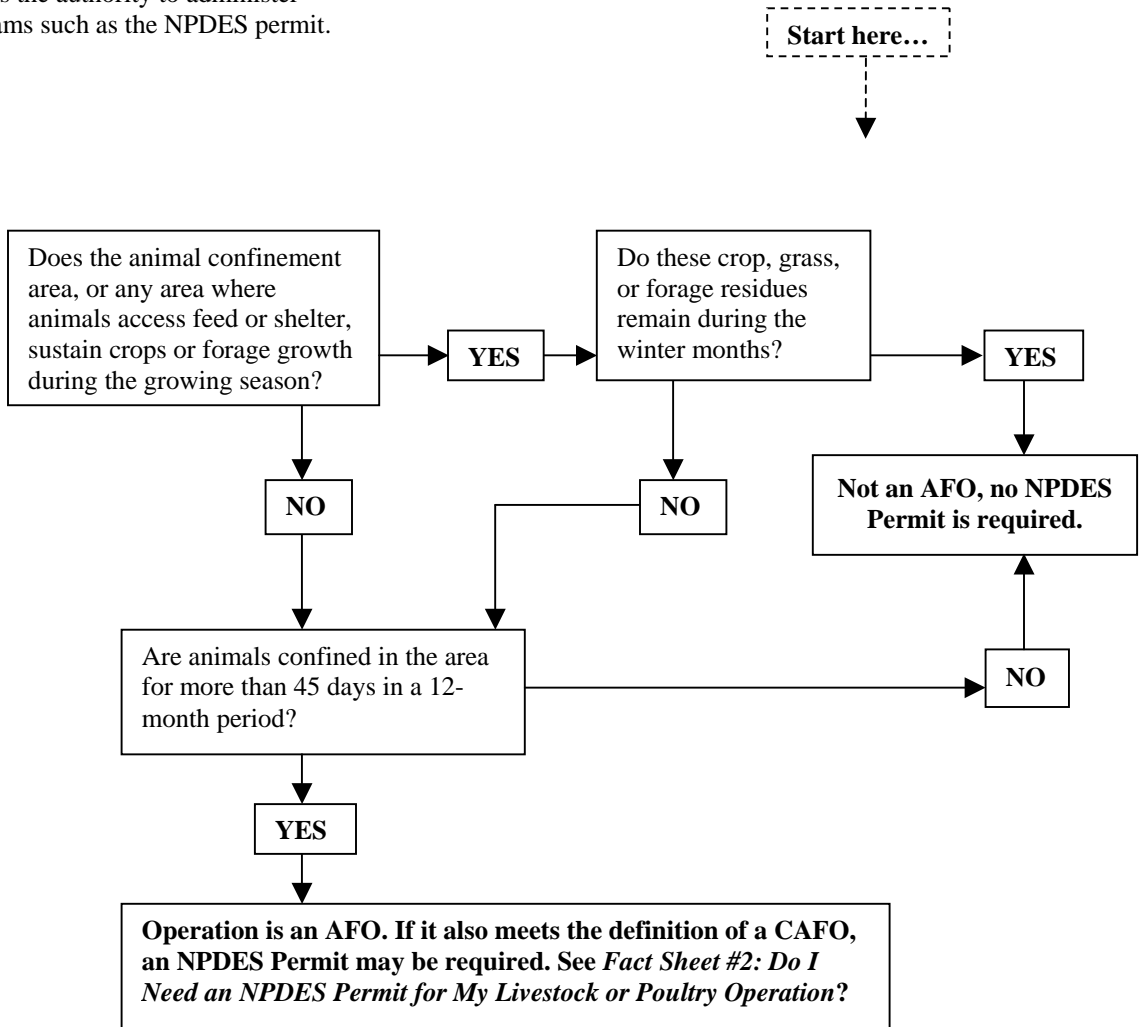 the authority to administer
such as the NPDES permit.
Start here…
Does the animal confinement
area, or any area where
animals access feed or shelter,
sustain crops or forage growth
during the growing season?
YES
Do these crop, grass,
or forage residues
remain during the
winter months?
YES
NO
NO
Not an AFO, no NPDES
Permit is required.
Are animals confined in the area
for more than 45 days in a 12-
month period?
NO
YES
Operation is an AFO. If it also meets the definition of a CAFO,
an NPDES Permit may be required. See Fact Sheet #2: Do I
Need an NPDES Permit for My Livestock or Poultry Operation?